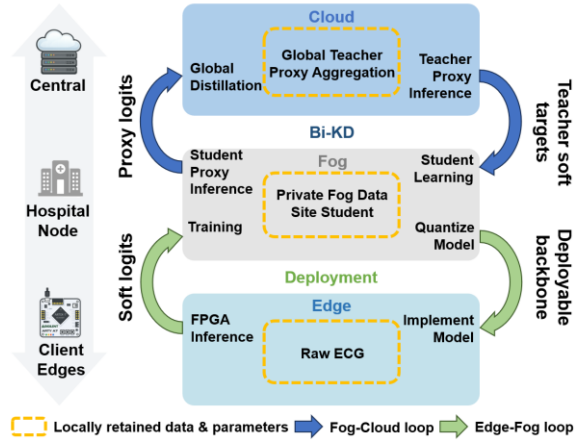 Cloud
Central
Global
Distillation
Global Teacher
Proxy Aggregation
Teacher
Proxy
Inference
Proxy logits
Teacher soft
targets
Bi-KD
Fog
Hospital
Node
Student
Proxy
Inference
Training
Private Fog Data
Site Student
Student
Learning
Quantize
Model
Soft logits
Deployable
backbone
Deployment
Edge
Client
Edges
FPGA
Inference
Raw ECG
Implement
Model
Locally retained data & parameters
Fog-Cloud loop
Edge-Fog loop